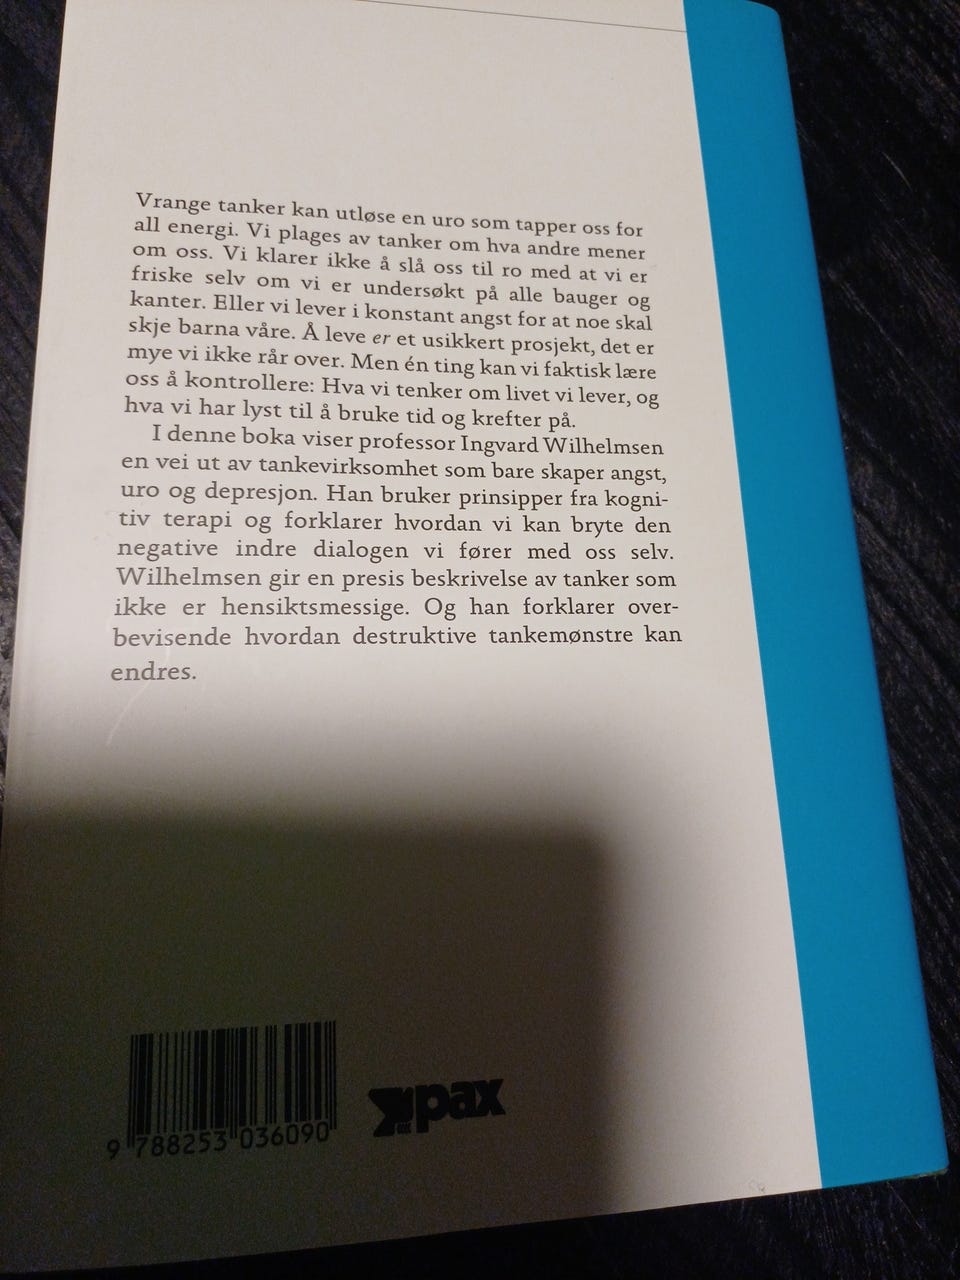 Vrange tanker kan utløse en uro som tapper oss for
all energi. Vi plages av tanker om hva andre mener
om oss. Vi klarer ikke å slå oss til ro med at vi er
friske selv om vi er undersøkt på alle bauger og
kanter. Eller vi lever i konstant angst for at noe skal
skje barna våre. Å leve er et usikkert prosjekt, det er
mye vi ikke rår over. Men én ting kan vi faktisk lære
oss å kontrollere: Hva vi tenker om livet vi lever, og
hva vi har lyst til å bruke tid og krefter på.
I denne boka viser professor Ingvard Wilhelmsen
en vei ut av tankevirksomhet som bare skaper angst,
uro og depresjon. Han bruker prinsipper fra kogni-
tiv terapi og forklarer hvordan vi kan bryte den
negative indre dialogen vi fører med oss selv.
Wilhelmsen gir en presis beskrivelse av tanker som
ikke er hensiktsmessige. Og han forklarer over-
bevisende hvordan destruktive tankemønstre kan
endres.
9 788253 036090
pax